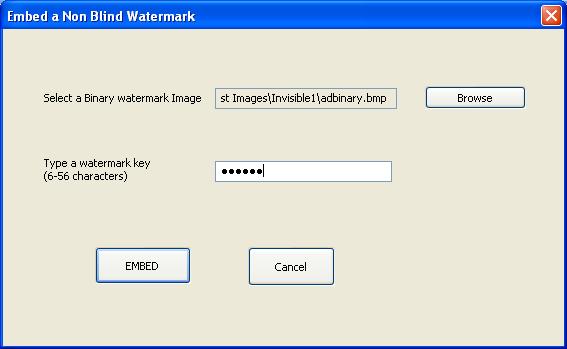 Embed a Non Blind Watermark
Select a Binary watermark Image st Images\Invisible1\adbinary.bmp Browse
Type a watermark key
(6-56 characters) ●●●●●●
EMBED Cancel